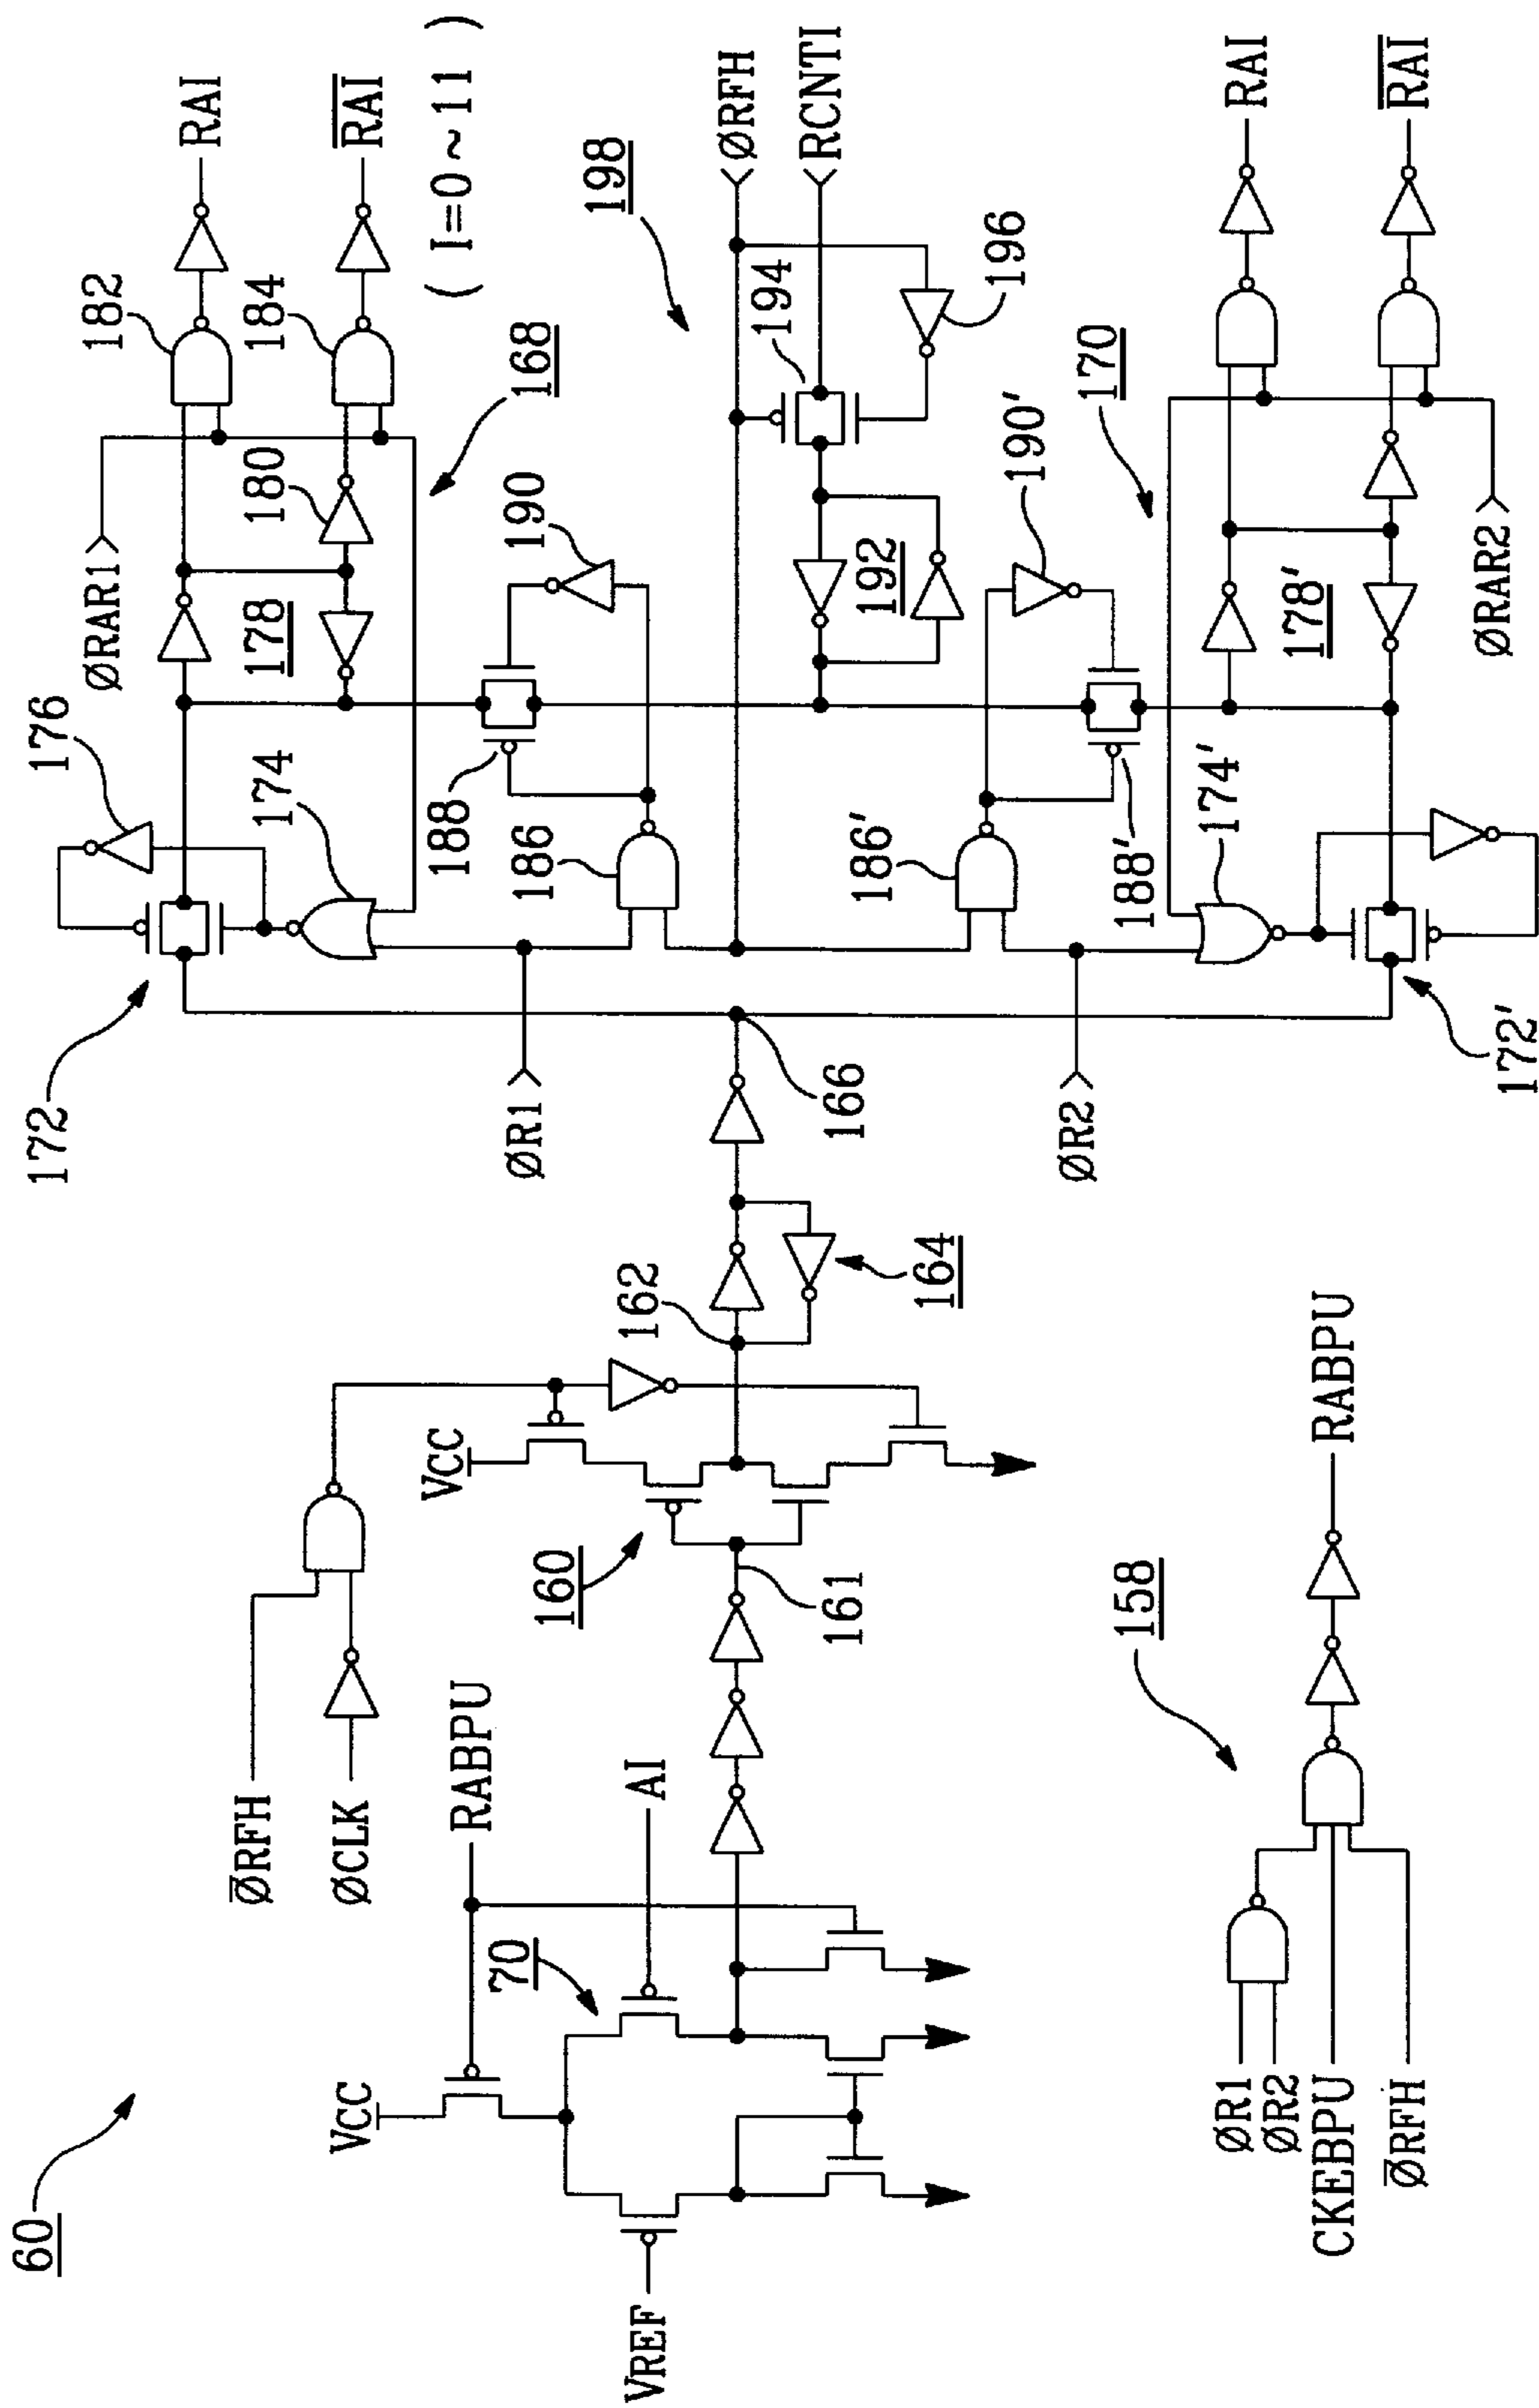 60
VREF
VCC
70
RABPU
AI
ØRFH
ØCLK
161
160
VCC
162
164
166
172
ØR1
ØR2
172'
176
174
188
186
186'
188'
174'
ØRAR1
178
180
190
192
190'
178'
ØRAR2
168
198
194
196
170
182
184
RAI
RAI
( I=0~11 )
ØRFH
RCNTI
RAI
RAI
158
ØR1
ØR2
CKEBPU
ØRFH
RABPU